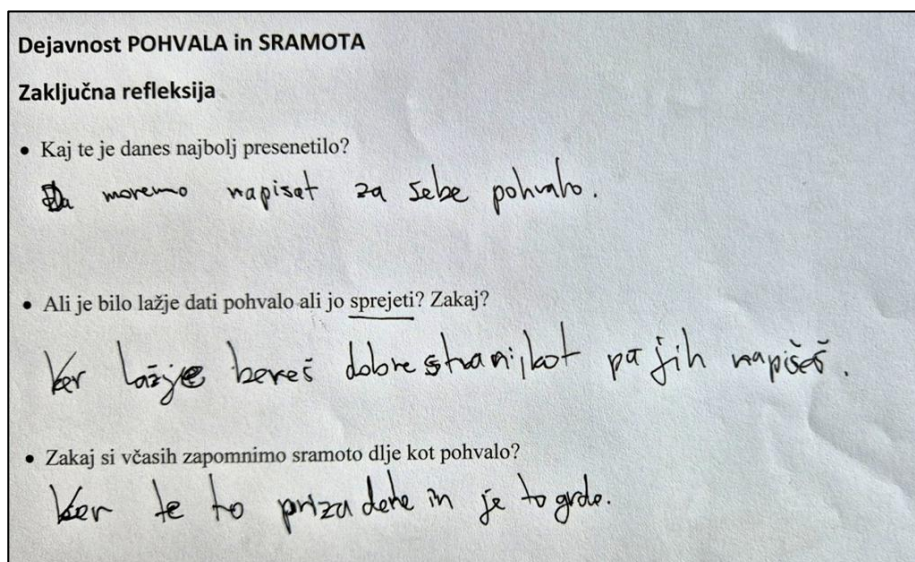 Dejavnost POHVALA in SRAMOTA
Zaključna refleksija
• Kaj te je danes najbolj presenetilo?
Da moremo napisat za sebe pohvalo.
• Ali je bilo lažje dati pohvalo ali jo sprejeti? Zakaj?
Ker lažje bereš dobre strani, kot pa jih napišeš.
• Zakaj si včasih zapomnimo sramoto dlje kot pohvalo?
Ker te to prizadene in je to grdo.